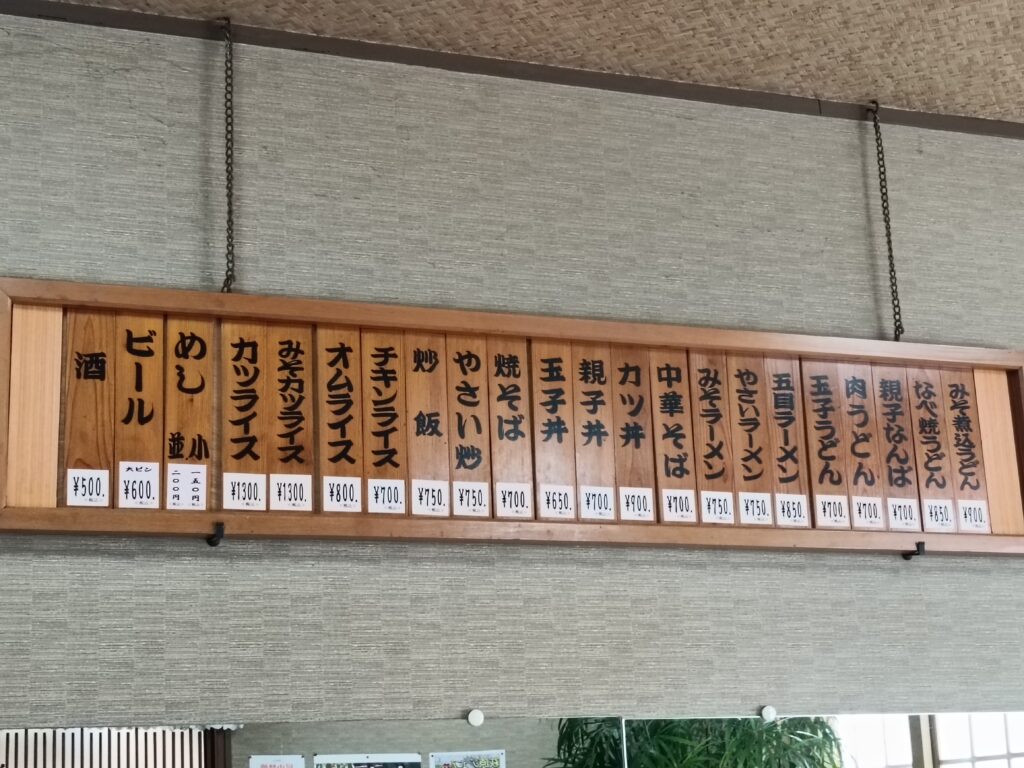 みそ煮込うどん
¥900.
なべ焼うどん
¥850.
親子なんば
¥700.
肉うどん
¥700.
玉子うどん
¥700.
五目ラーメン
¥850.
やさいラーメン
¥750.
みそラーメン
¥750.
中華そば
¥700.
カツ丼
¥900.
親子丼
¥700.
玉子丼
¥650.
焼そば
¥700.
やさい炒
¥750.
炒飯
¥750.
チキンライス
¥700.
オムライス
¥800.
みそカツライス
¥1300.
カツライス
¥1300.
めし
小
一五〇円
並
二〇〇円
ビール
大ビン
¥600.
酒
¥500.